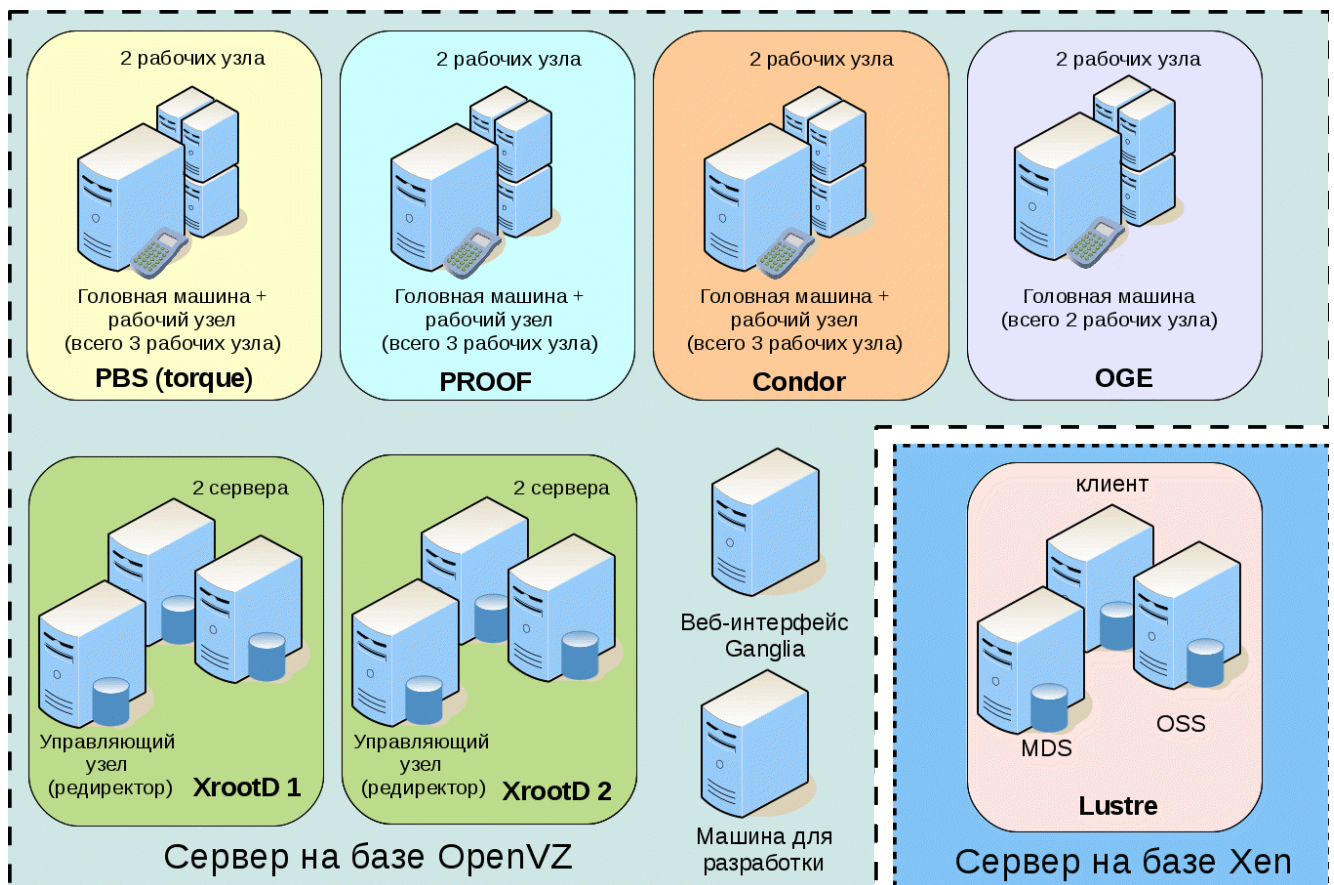 2 рабочих узла
Головная машина +
рабочий узел
(всего 3 рабочих узла)
PBS (torque)
2 рабочих узла
Головная машина +
рабочий узел
(всего 3 рабочих узла)
PROOF
2 рабочих узла
Головная машина +
рабочий узел
(всего 3 рабочих узла)
Condor
2 рабочих узла
Головная машина
(всего 2 рабочих узла)
OGE
2 сервера
Управляющий
узел
(редиректор)
XrootD 1
2 сервера
Управляющий
узел
(редиректор)
XrootD 2
Веб-интерфейс
Ganglia
Машина для
разработки
Сервер на базе OpenVZ
клиент
MDS
OSS
Lustre
Сервер на базе Xen